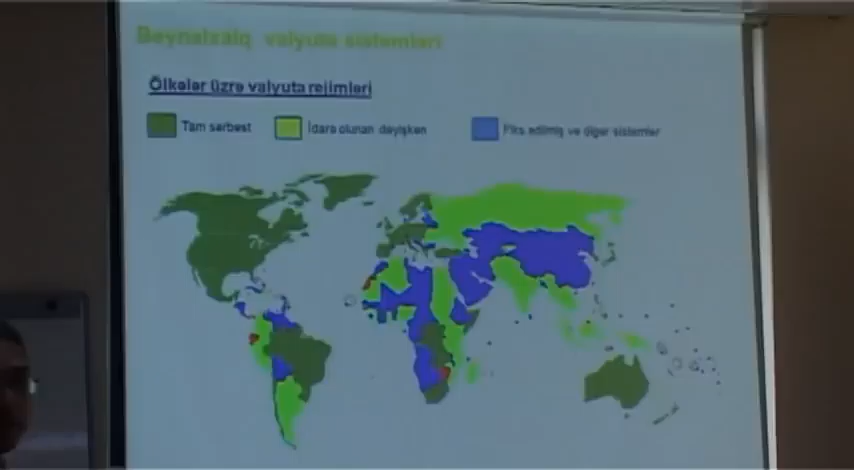 Beynəlxalq valyuta sistemləri
Ölkələr üzrə valyuta rejimləri
Tam sərbəst
İdarə olunan dəyişkən
Fiks edilmiş və digər sistemlər